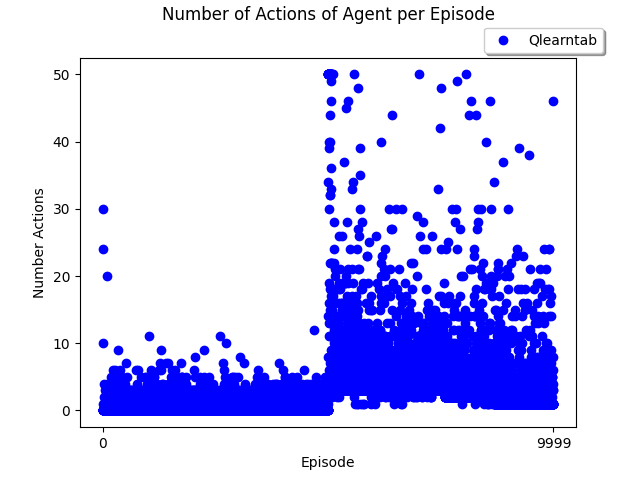 Number of Actions of Agent per Episode
Qlearntab
50
40
30
20
10
0
Number Actions
0
9999
Episode